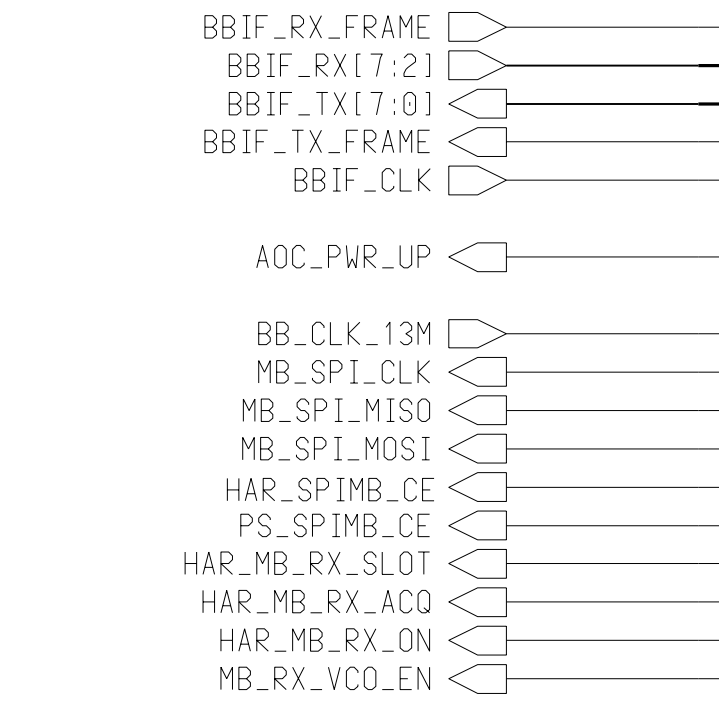 BBIF_RX_FRAME
BBIF_RX[7:2]
BBIF_TX[7:0]
BBIF_TX_FRAME
BBIF_CLK
AOC_PWR_UP
BB_CLK_13M
MB_SPI_CLK
MB_SPI_MISO
MB_SPI_MOSI
HAR_SPIMB_CE
PS_SPIMB_CE
HAR_MB_RX_SLOT
HAR_MB_RX_ACQ
HAR_MB_RX_ON
MB_RX_VCO_EN